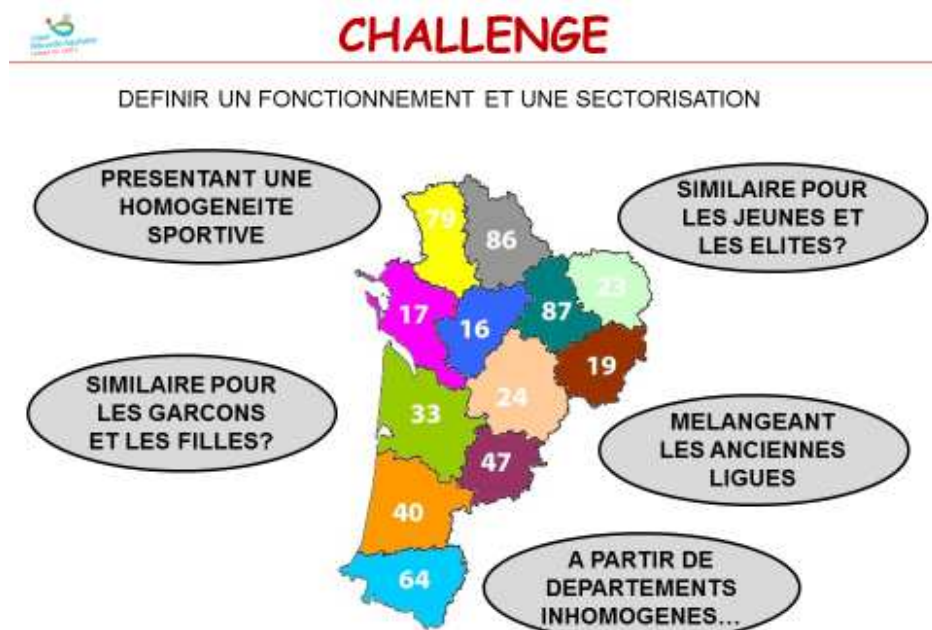 CHALLENGE
DEFINIR UN FONCTIONNEMENT ET UNE SECTORISATION
PRESENTANT UNE
HOMOGENEITE
SPORTIVE
SIMILAIRE POUR
LES JEUNES ET
LES ELITES?
79
86
17
16
87
23
19
SIMILAIRE POUR
LES GARCONS
ET LES FILLES?
33
24
47
MELANGEANT
LES ANCIENNES
LIGUES
40
64
A PARTIR DE
DEPARTEMENTS
INHOMOGENES...